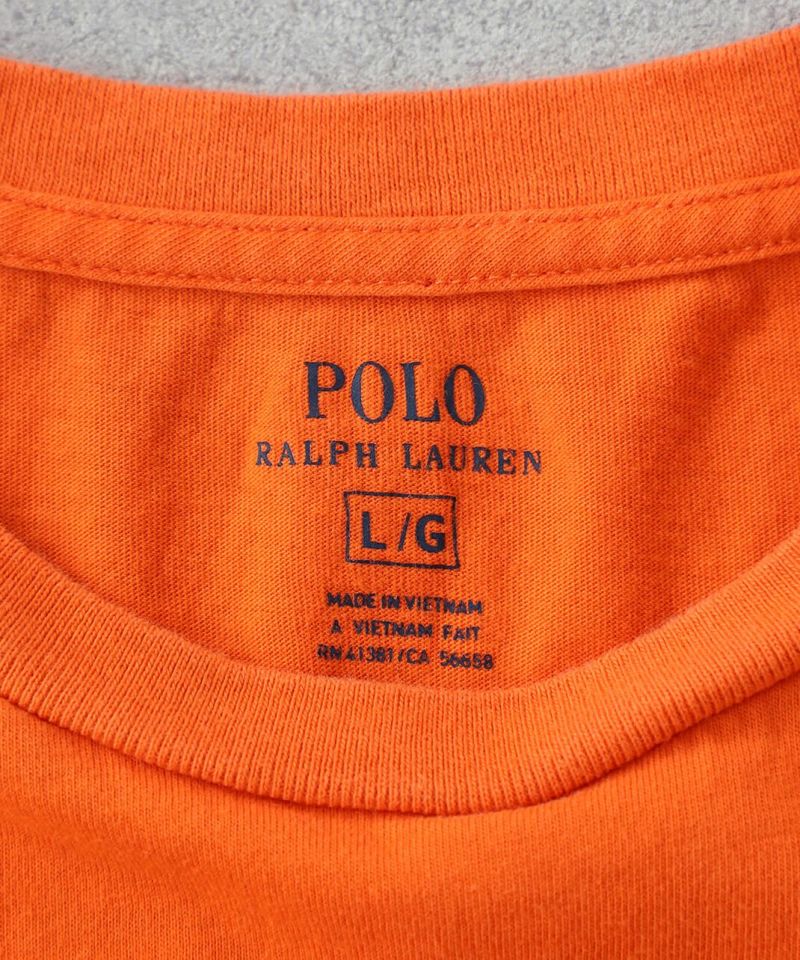 POLO
RALPH LAUREN
L/G
MADE IN VIETNAM
A VIETNAM FAIT
RN 41381/CA 56658